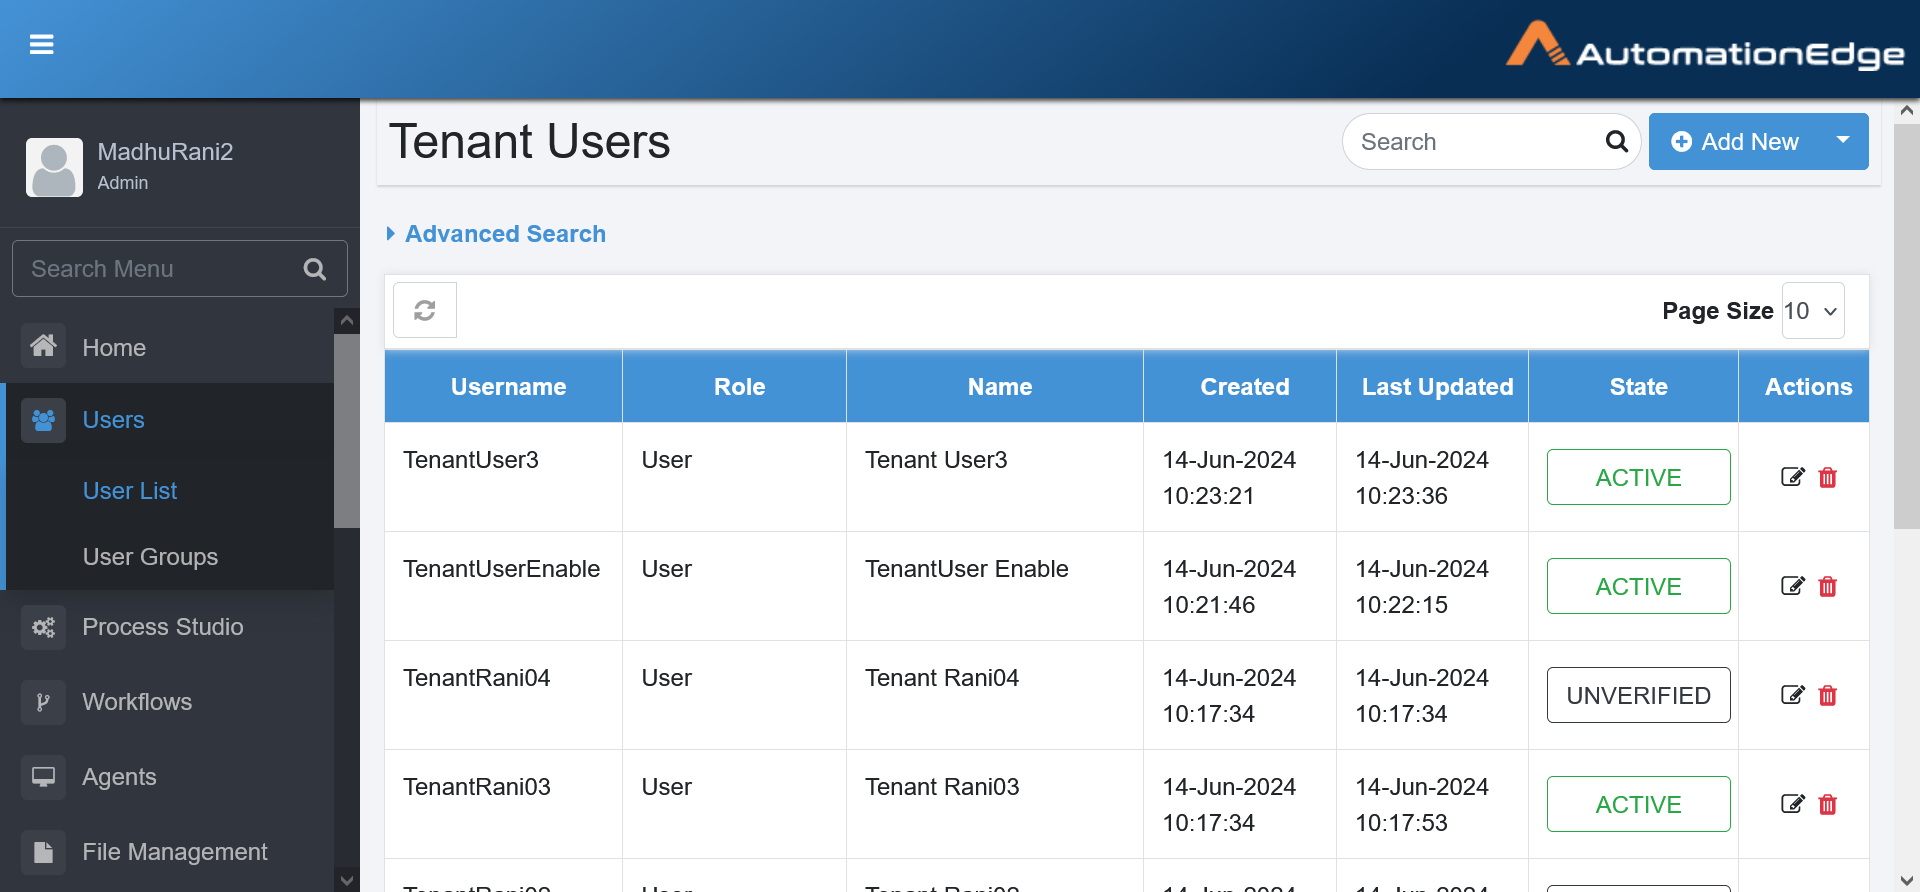 AutomationEdge
MadhuRani2
Admin
Search Menu
Home
Users
User List
User Groups
Process Studio
Workflows
Agents
File Management
Tenant Users
Search
Add New
Advanced Search
Page Size 10
Username Role Name Created Last Updated State Actions
TenantUser3 User Tenant User3 14-Jun-2024 14-Jun-2024
10:23:21 10:23:36
ACTIVE
TenantUserEnable User TenantUser Enable 14-Jun-2024 14-Jun-2024
10:21:46 10:22:15
ACTIVE
TenantRani04 User Tenant Rani04 14-Jun-2024 14-Jun-2024
10:17:34 10:17:34
UNVERIFIED
TenantRani03 User Tenant Rani03 14-Jun-2024 14-Jun-2024
10:17:34 10:17:53
ACTIVE